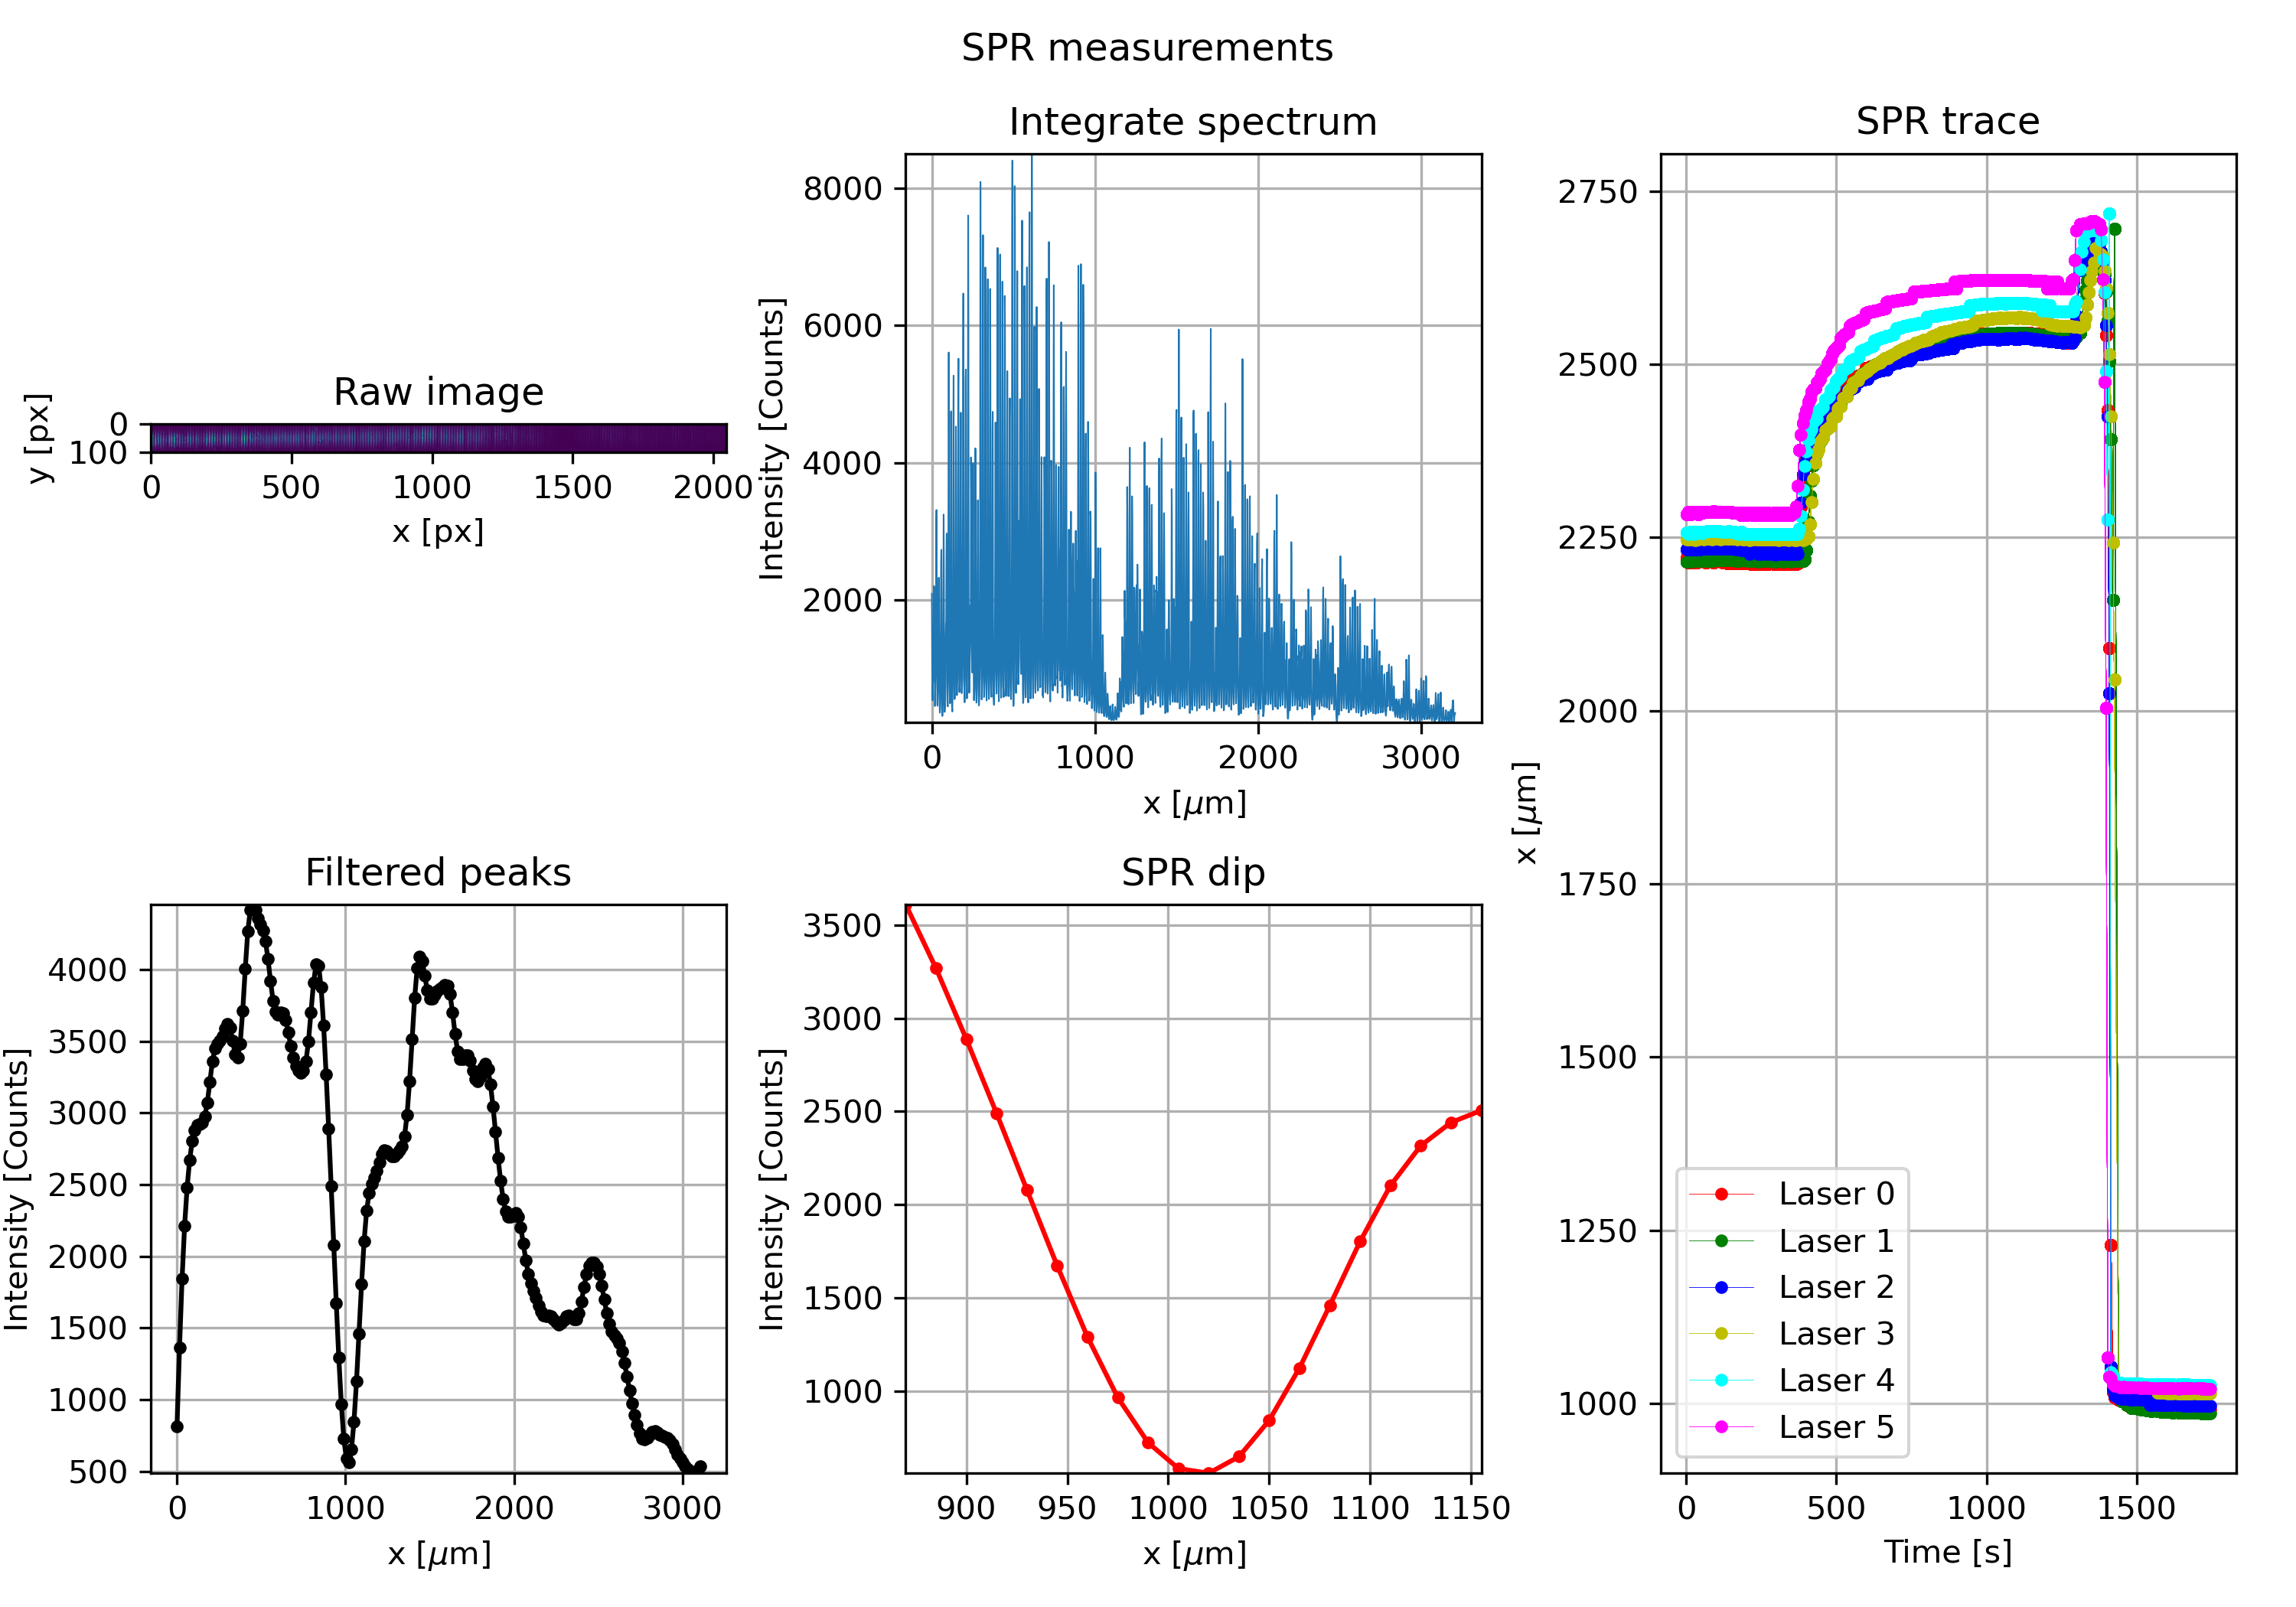 SPR measurements
Raw image
y [px]
0
100
0 500 1000 1500 2000
x [px]
Integrate spectrum
Intensity [Counts]
8000
6000
4000
2000
0 1000 2000 3000
x [μm]
Filtered peaks
Intensity [Counts]
4000
3500
3000
2500
2000
1500
1000
500
0 1000 2000 3000
x [μm]
SPR dip
Intensity [Counts]
3500
3000
2500
2000
1500
1000
900 950 1000 1050 1100 1150
x [μm]
SPR trace
x [μm]
2750
2500
2250
2000
1750
1500
1250
1000
Laser 0
Laser 1
Laser 2
Laser 3
Laser 4
Laser 5
0 500 1000 1500
Time [s]